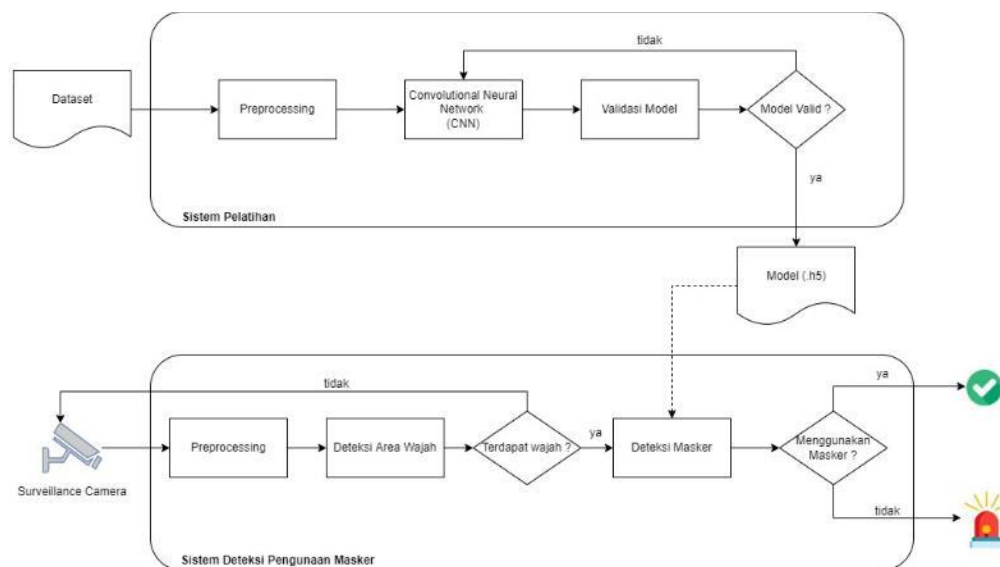 tidak
Dataset
Preprocessing
Convolutional Neural
Network
(CNN)
Validasi Model
Model Valid ?
ya
Sistem Pelatihan
Model (.h5)
tidak
ya
Preprocessing
Deteksi Area Wajah
Terdapat wajah ?
ya
Deteksi Masker
Menggunakan
Masker ?
Surveillance Camera
tidak
Sistem Deteksi Pengunaan Masker